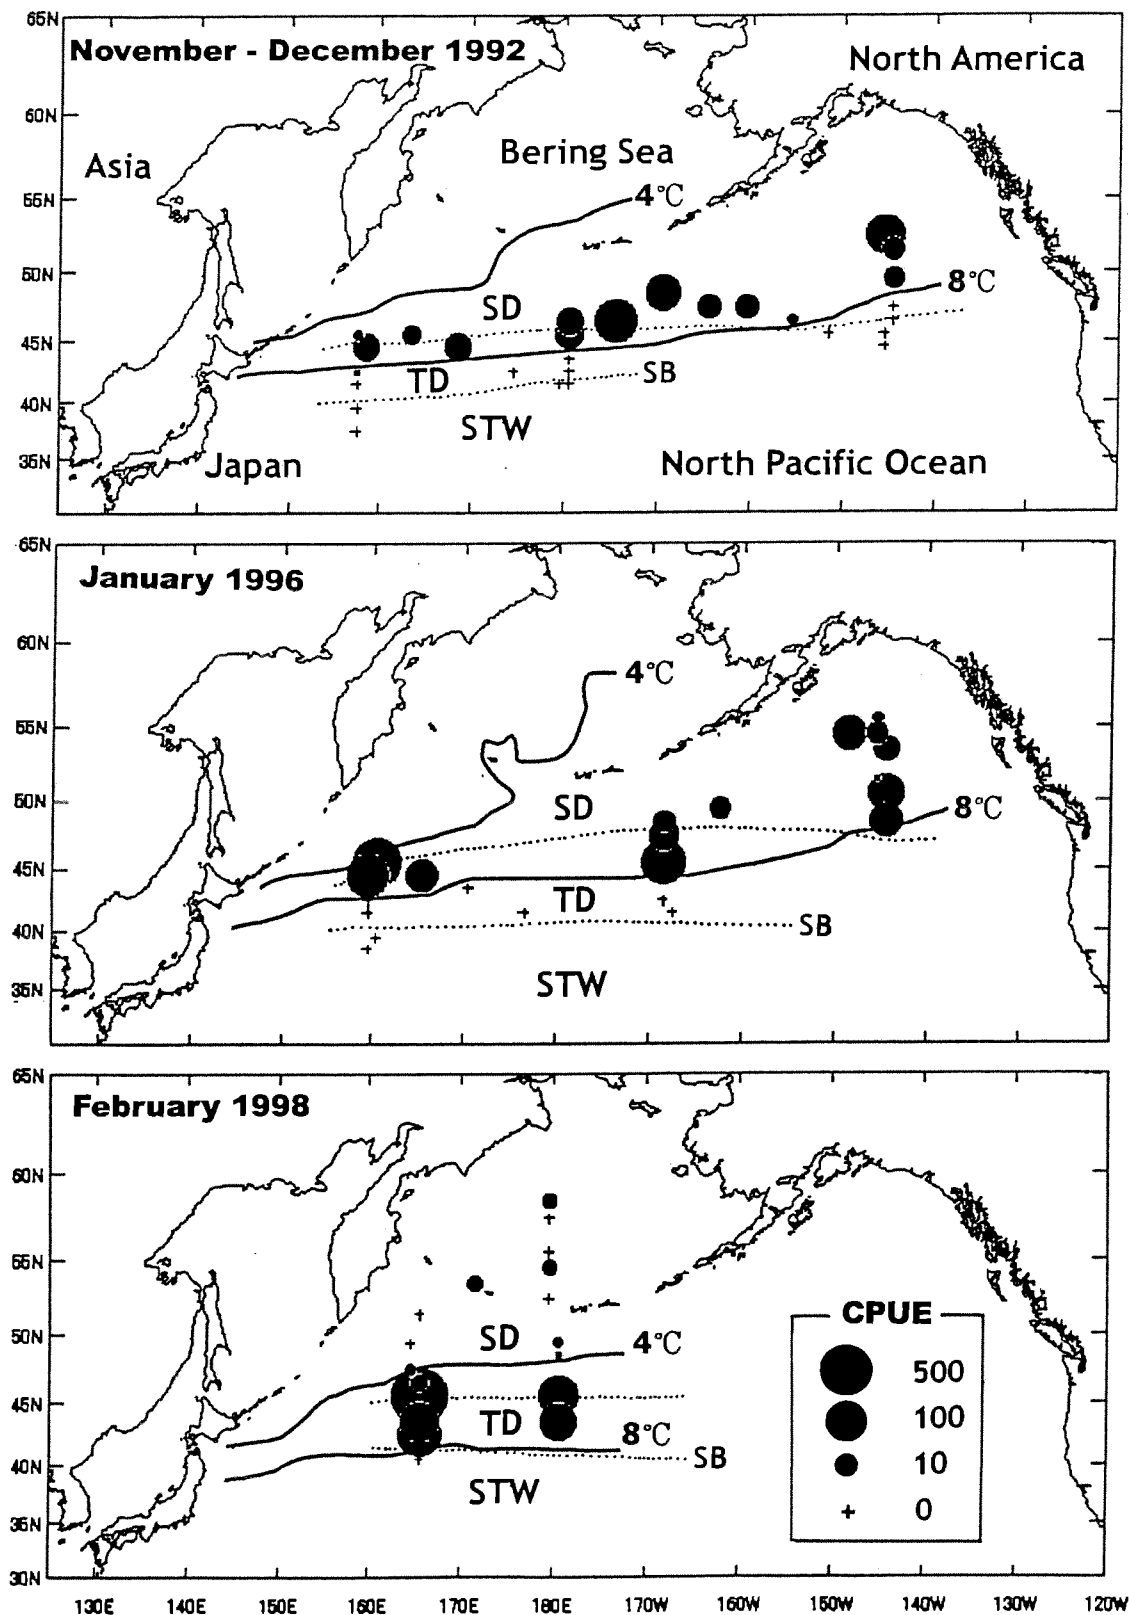 65N
November - December 1992
North America
60N
Asia
Bering Sea
55N
4°C
50N
8°C
SD
45N
TD
SB
40N
STW
35N
Japan
North Pacific Ocean
65N
January 1996
60N
4°C
55N
50N
SD
8°C
45N
TD
40N
SB
35N
STW
65N
February 1998
60N
55N
CPUE
50N
SD
4°C
500
45N
TD
100
8°C
40N
SB
10
STW
0
35N
30N
130E 140E 150E 160E 170E 180E 170W 160W 150W 140W 130W 120W